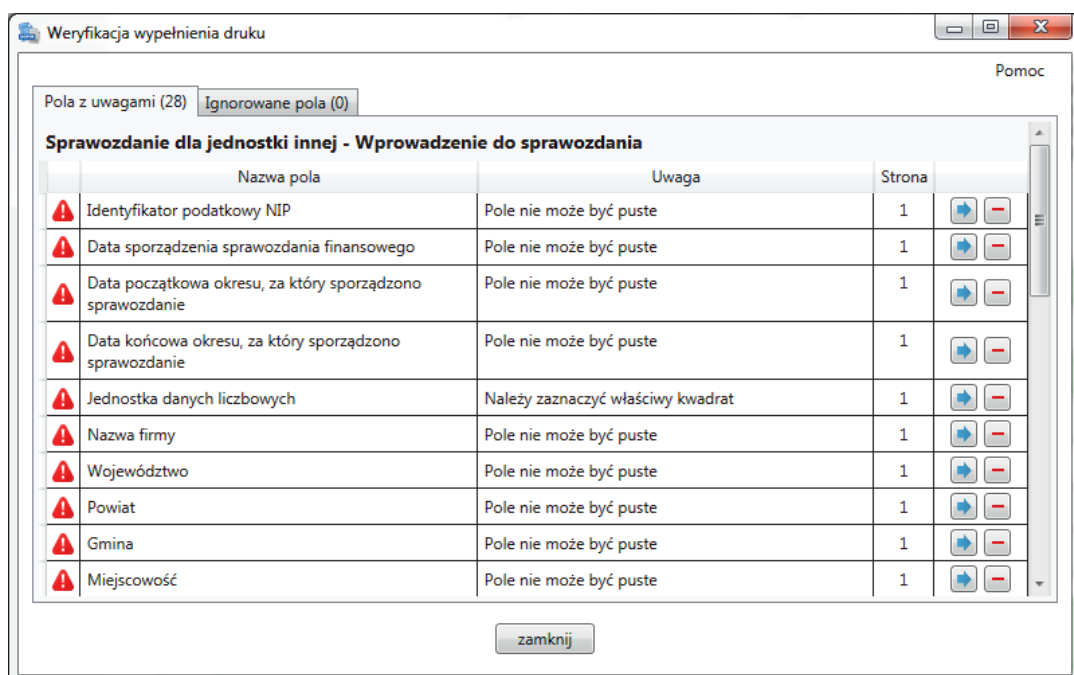 Weryfikacja wypełnienia druku
Pomoc
Pola z uwagami (28) Ignorowane pola (0)
Sprawozdanie dla jednostki innej - Wprowadzenie do sprawozdania
Nazwa pola Uwaga Strona
Identyfikator podatkowy NIP Pole nie może być puste 1
Data sporządzenia sprawozdania finansowego Pole nie może być puste 1
Data początkowa okresu, za który sporządzono Pole nie może być puste 1
sprawozdanie
Data końcowa okresu, za który sporządzono Pole nie może być puste 1
sprawozdanie
Jednostka danych liczbowych Należy zaznaczyć właściwy kwadrat 1
Nazwa firmy Pole nie może być puste 1
Województwo Pole nie może być puste 1
Powiat Pole nie może być puste 1
Gmina Pole nie może być puste 1
Miejscowość Pole nie może być puste 1
zamknij